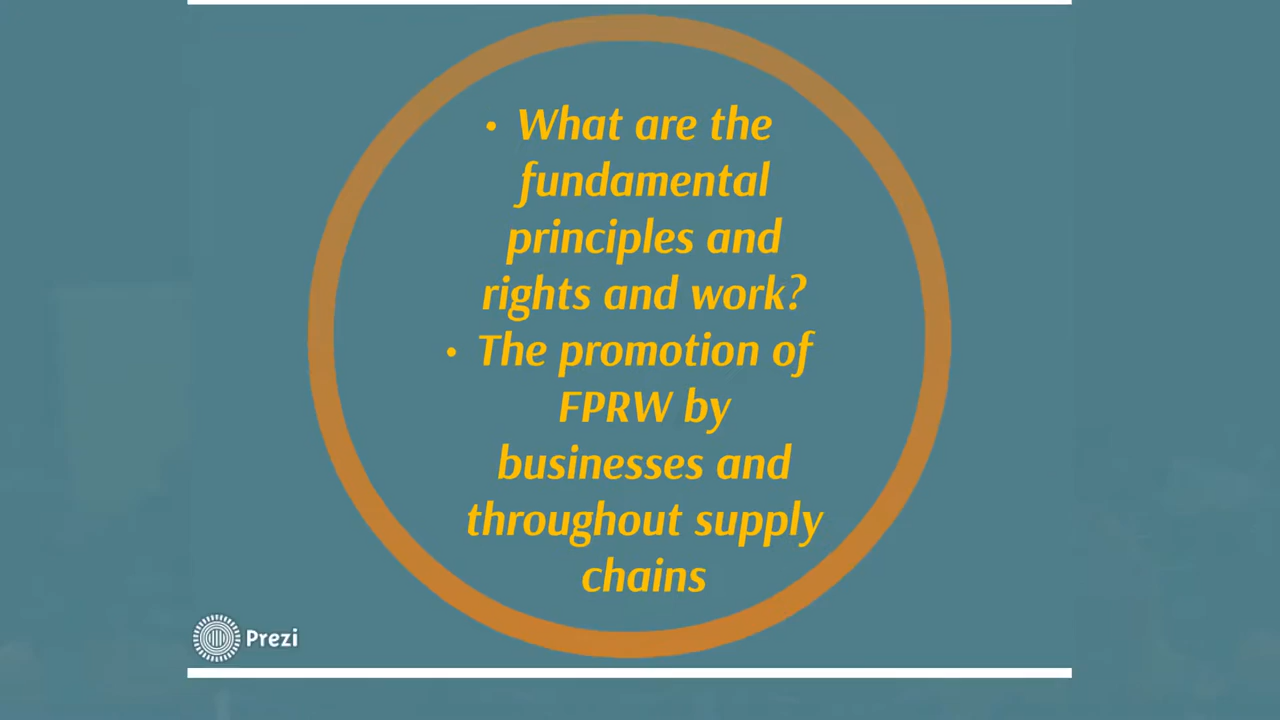 • What are the
fundamental
principles and
rights and work?
• The promotion of
FPRW by
businesses and
throughout supply
chains
Prezi